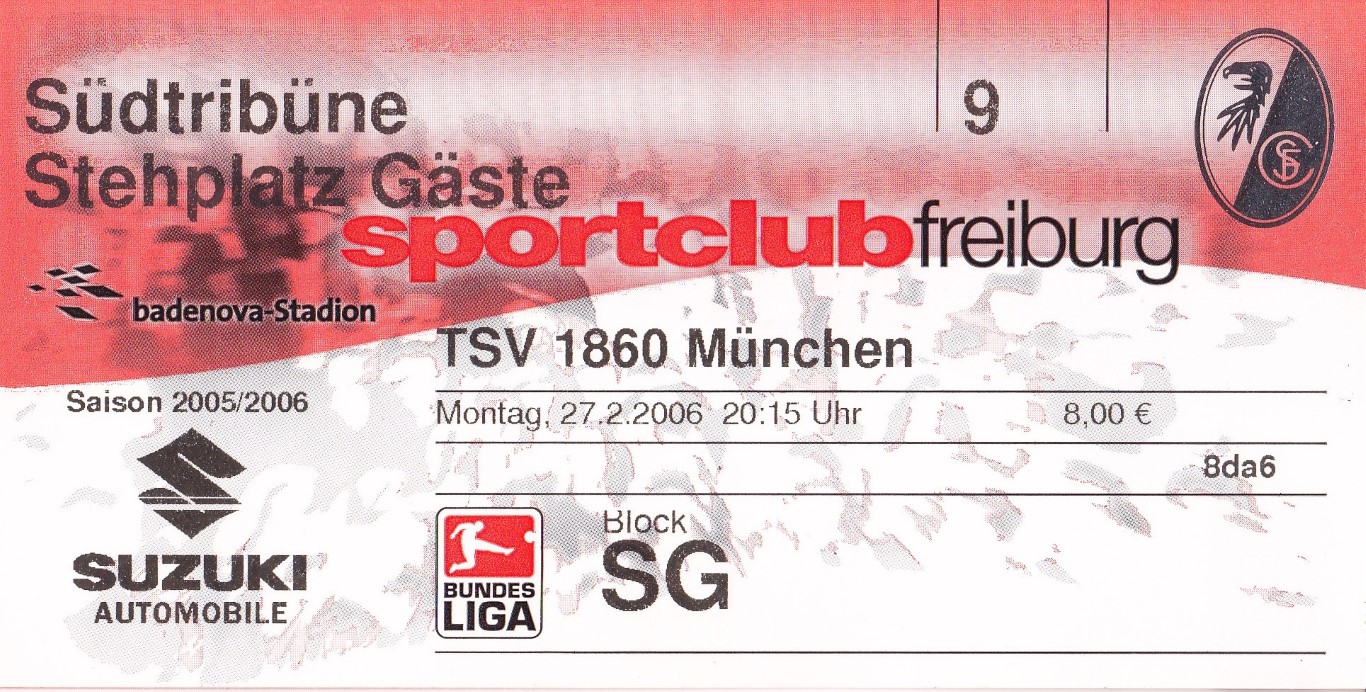 Südtribüne
9
Stehplatz Gäste
sportclubfreiburg
badenova-Stadion
TSV 1860 München
Saison 2005/2006
Montag, 27.2.2006 20:15 Uhr 8,00 €
8da6
Block
SG
SUZUKI
AUTOMOBILE
BUNDES
LIGA
SC
F